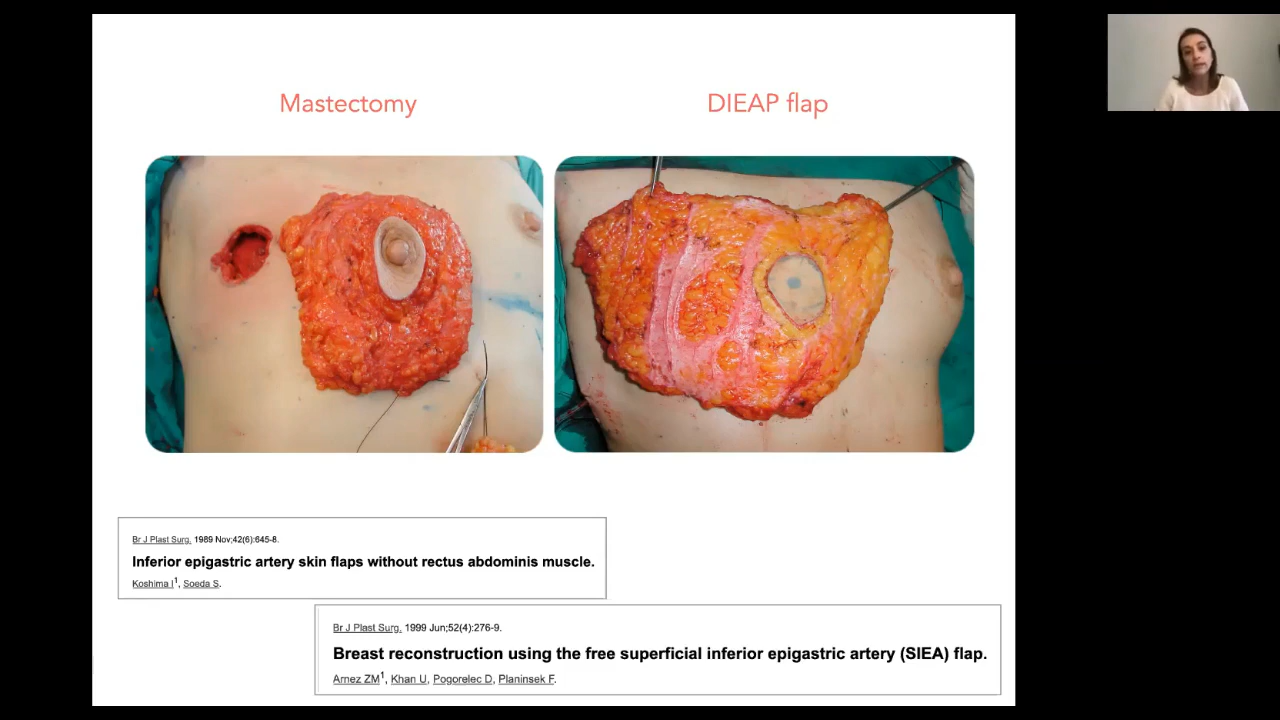 Mastectomy
DIEAP flap
Br J Plast Surg. 1989 Nov;42(6):645-8.
Inferior epigastric artery skin flaps without rectus abdominis muscle.
Koshima I1, Soeda S.
Br J Plast Surg. 1999 Jun;52(4):276-9.
Breast reconstruction using the free superficial inferior epigastric artery (SIEA) flap.
Arnez ZM1, Khan U, Pogorelec D, Planinsek F.